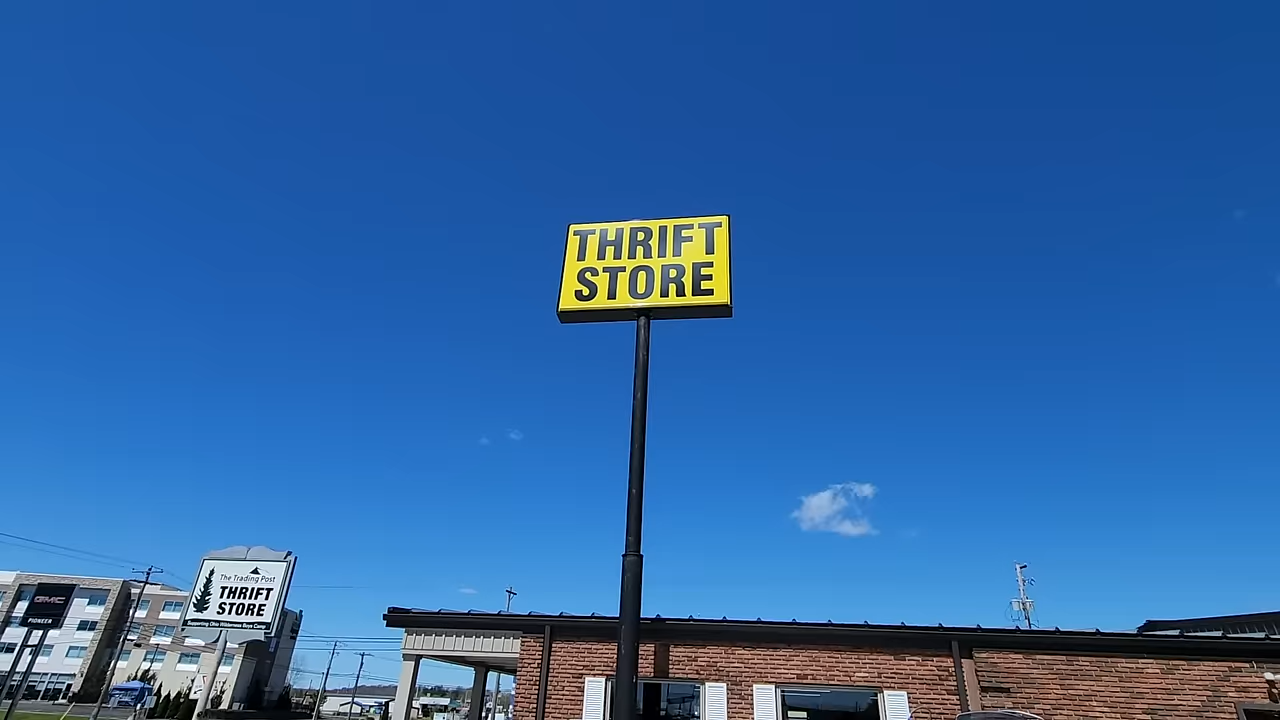 THRIFT
STORE
The Trading Post
THRIFT
STORE
Supporting Ohio Wilderness Boys Camp
GMC
PIONEER